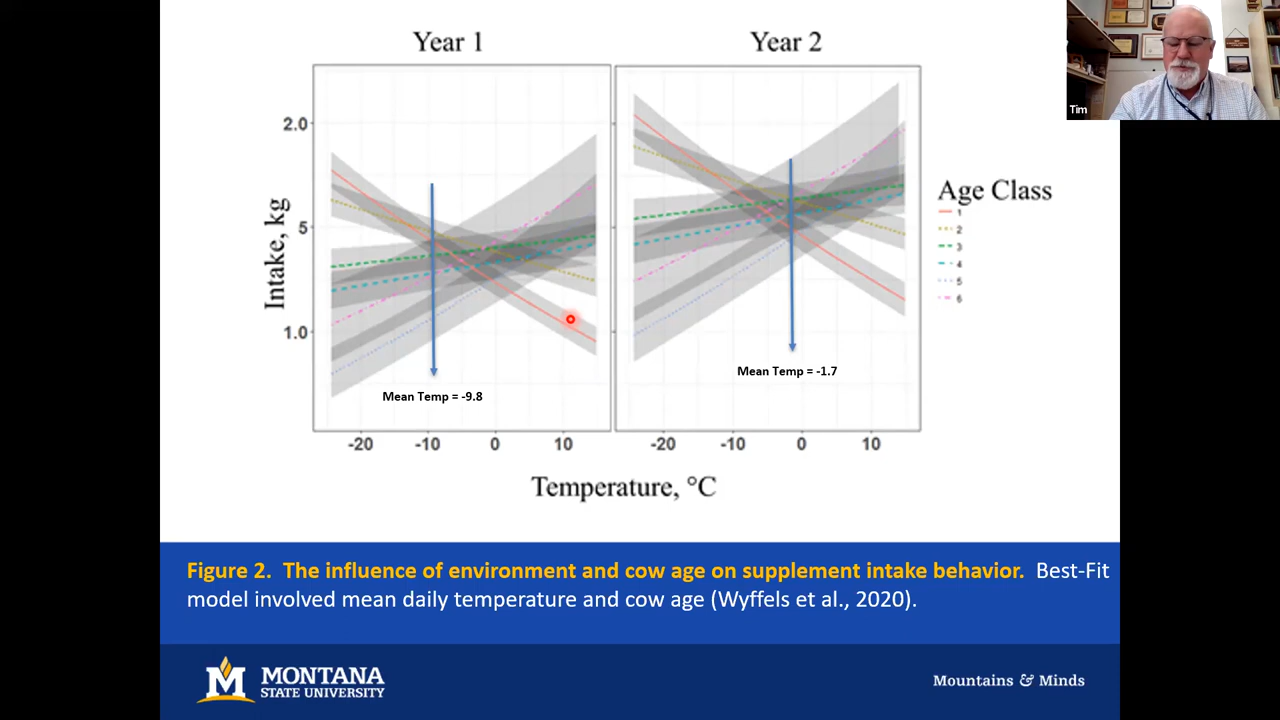 Year 1
Year 2
Tim
2.0
5
1.0
Intake, kg
Age Class
1
2
3
4
5
6
Mean Temp = -9.8
Mean Temp = -1.7
-20 -10 0 10
-20 -10 0 10
Temperature, °C
Figure 2. The influence of environment and cow age on supplement intake behavior. Best-Fit
model involved mean daily temperature and cow age (Wyffels et al., 2020).
M MONTANA
STATE UNIVERSITY
Mountains & Minds